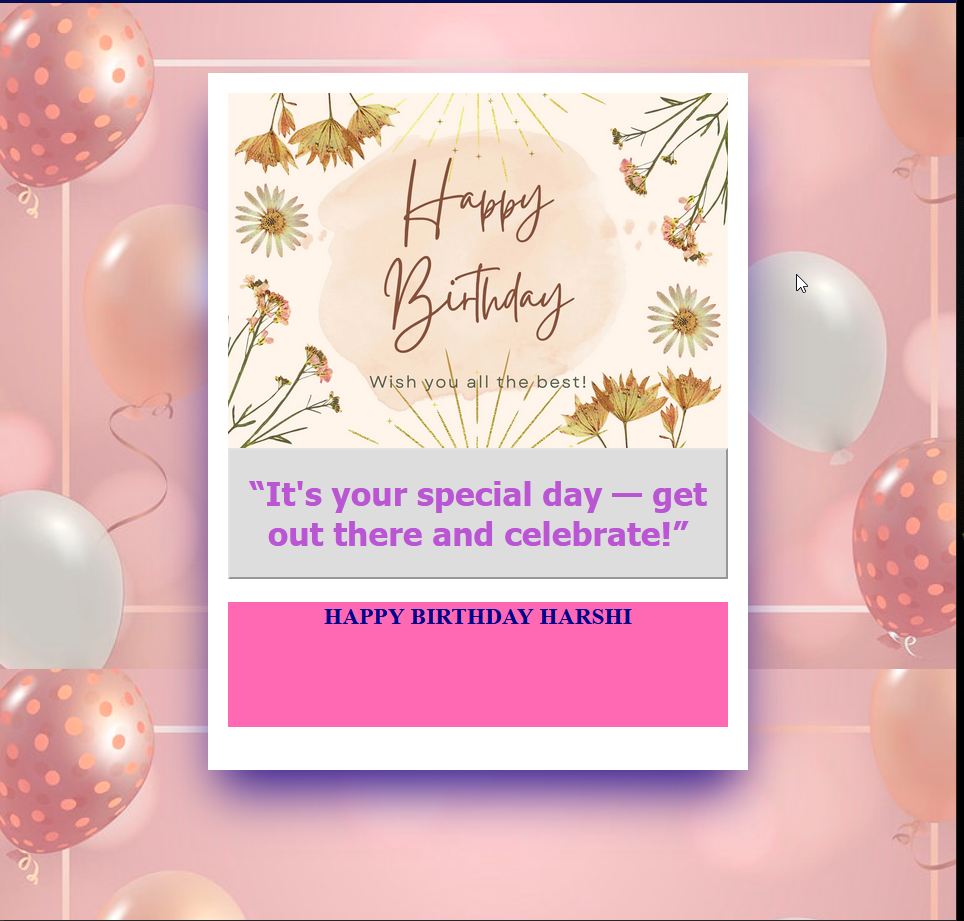 Happy
Birthday
Wish you all the best!
“It's your special day — get
out there and celebrate!”
HAPPY BIRTHDAY HARSHI